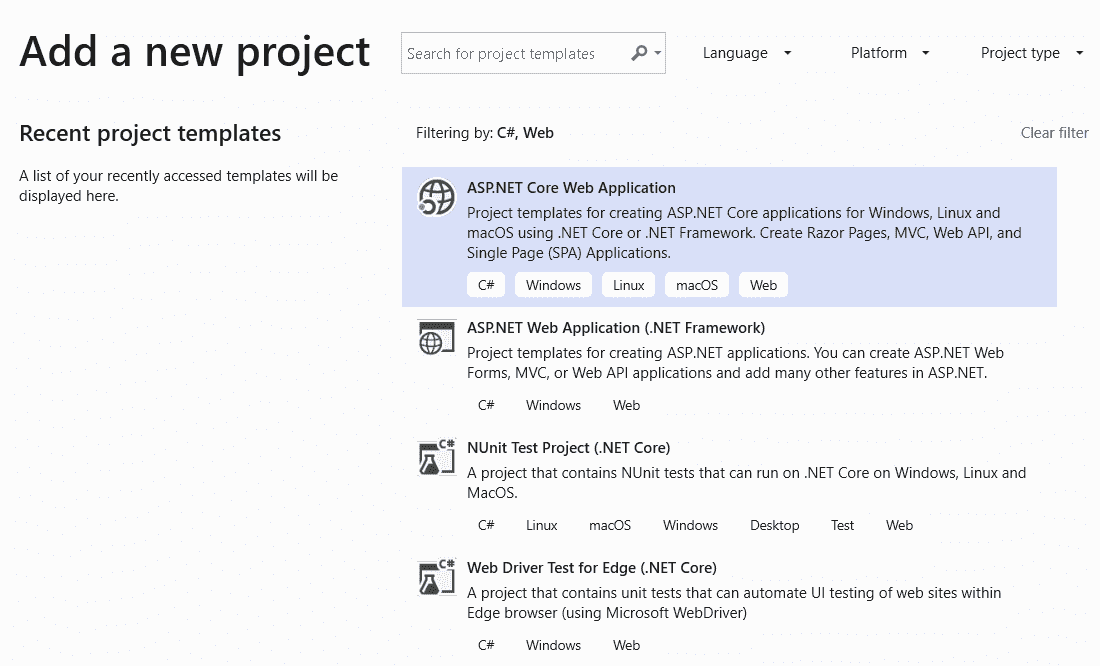 Add a new project
Search for project templates
Language
Platform
Project type
Recent project templates
A list of your recently accessed templates will be
displayed here.
Filtering by: C#, Web
Clear filter
ASP.NET Core Web Application
Project templates for creating ASP.NET Core applications for Windows, Linux and
macOS using .NET Core or .NET Framework. Create Razor Pages, MVC, Web API, and
Single Page (SPA) Applications.
C# Windows Linux macOS Web
ASP.NET Web Application (.NET Framework)
Project templates for creating ASP.NET applications. You can create ASP.NET Web
Forms, MVC, or Web API applications and add many other features in ASP.NET.
C# Windows Web
C#
NUnit Test Project (.NET Core)
A project that contains NUnit tests that can run on .NET Core on Windows, Linux and
MacOS.
C# Linux macOS Windows Desktop Test Web
C#
Web Driver Test for Edge (.NET Core)
A project that contains unit tests that can automate UI testing of web sites within
Edge browser (using Microsoft WebDriver)
C# Windows Web